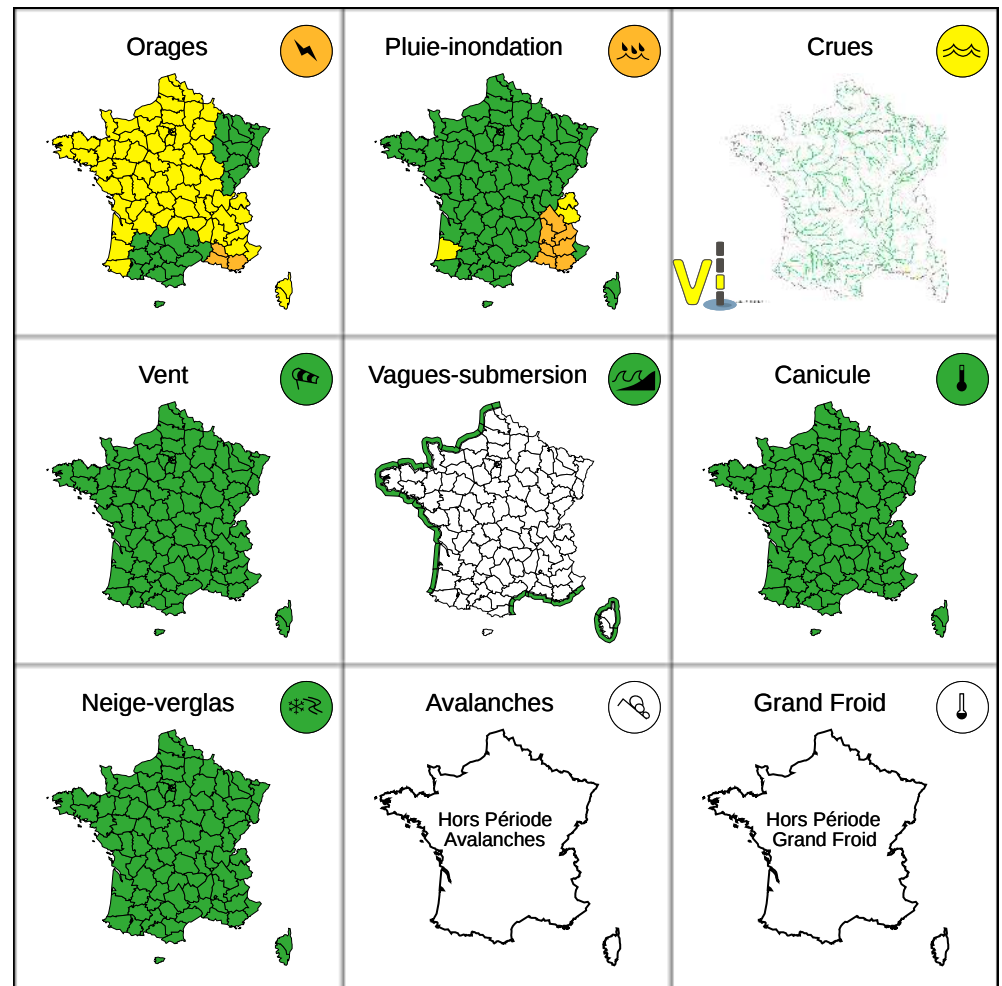 Orages
Pluie-inondation
Crues
Vi
Vent
Vagues-submersion
Canicule
Neige-verglas
Avalanches
Grand Froid
Hors Période
Avalanches
Hors Période
Grand Froid